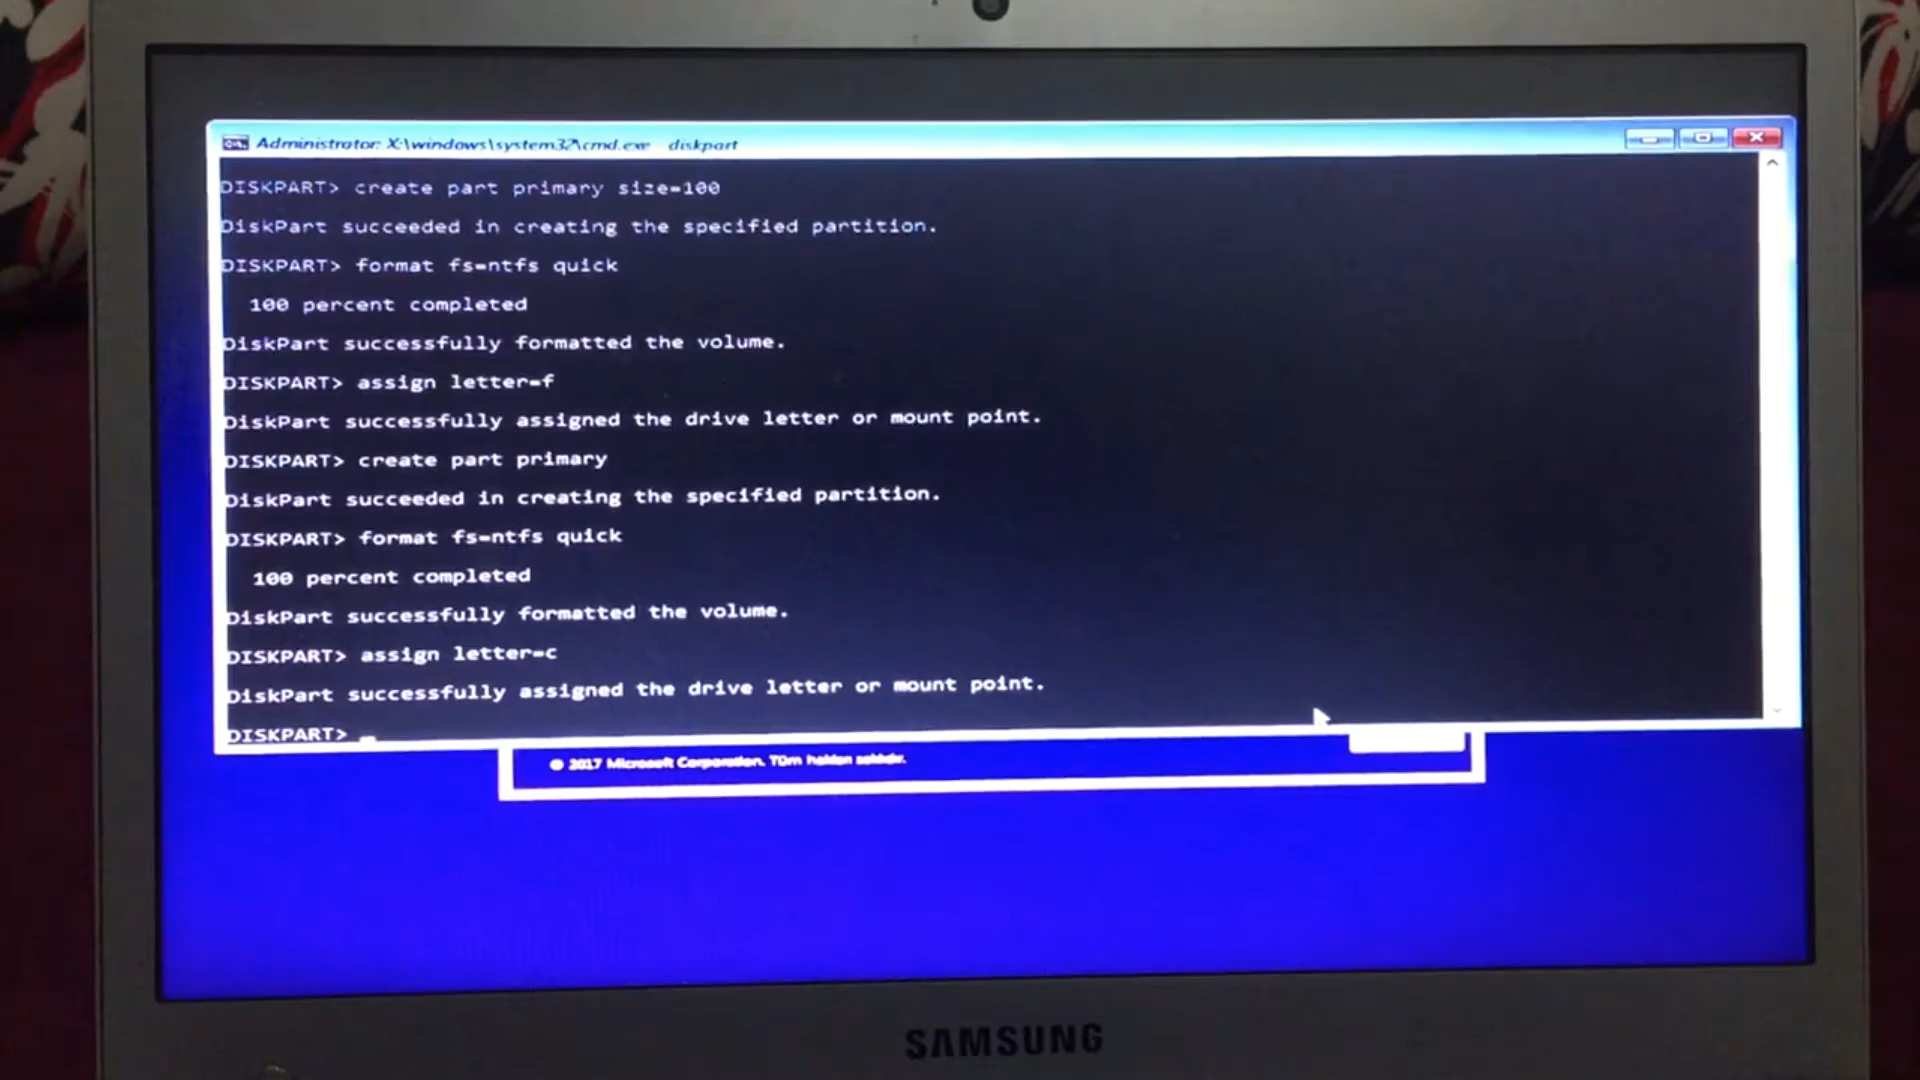 Administrator: X:\windows\system32\cmd.exe - diskpart
DISKPART> create part primary size=100
DiskPart succeeded in creating the specified partition.
DISKPART> format fs=ntfs quick
100 percent completed
DiskPart successfully formatted the volume.
DISKPART> assign letter=f
DiskPart successfully assigned the drive letter or mount point.
DISKPART> create part primary
DiskPart succeeded in creating the specified partition.
DISKPART> format fs=ntfs quick
100 percent completed
DiskPart successfully formatted the volume.
DISKPART> assign letter=c
DiskPart successfully assigned the drive letter or mount point.
DISKPART> _
© 2017 Microsoft Corporation. Tüm hakları saklıdır.
SAMSUNG